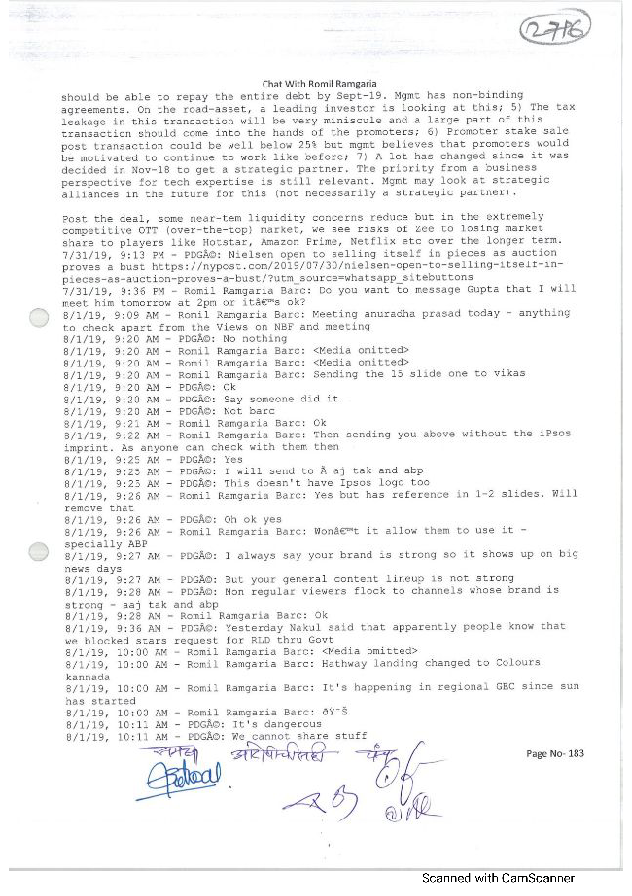 2786
Chat With Romil Ramgaria
should be able to repay the entire debt by Sept-19. Mgmt has non-binding
agreements. On the road-asset, a leading investor is looking at this; 5) The tax
leakage in this transaction will be very miniscule and a large part of this
transaction should come into the hands of the promoters; 6) Promoter stake sale
post transaction could be well below 25% but mgmt believes that promoters would
be motivated to continue to work like before; 7) A lot has changed since it was
decided in Nov-18 to get a strategic partner. The priority from a business
perspective for tech expertise is still relevant. Mgmt may look at strategic
alliances in the future for this (not necessarily a strategic partner).
Post the deal, some near-tem liquidity concerns reduce but in the extremely
competitive OTT (over-the-top) market, we see risks of Zee to losing market
share to players like Hotstar, Amazon Prime, Netflix etc over the longer term.
7/31/19, 9:13 PM - PDGÃ©: Nielsen open to selling itself in pieces as auction
proves a bust https://nypost.com/2019/07/30/nielsen-open-to-selling-itself-in-
pieces-as-auction-proves-a-bust/?utm_source=whatsapp_sitebuttons
7/31/19, 9:36 PM - Romil Ramgaria Barc: Do you want to message Gupta that I will
meet him tomorrow at 2pm or itâ€™s ok?
8/1/19, 9:09 AM - Romil Ramgaria Barc: Meeting anuradha prasad today - anything
to check apart from the Views on NBF and meeting
8/1/19, 9:20 AM - PDGÃ©: No nothing
8/1/19, 9:20 AM - Romil Ramgaria Barc: <Media omitted>
8/1/19, 9:20 AM - Romil Ramgaria Barc: <Media omitted>
8/1/19, 9:20 AM - Romil Ramgaria Barc: Sending the 15 slide one to vikas
8/1/19, 9:20 AM - PDGÃ©: Ok
8/1/19, 9:20 AM - PDGÃ©: Say someone did it
8/1/19, 9:20 AM - PDGÃ©: Not barc
8/1/19, 9:21 AM - Romil Ramgaria Barc: Ok
8/1/19, 9:22 AM - Romil Ramgaria Barc: Then sending you above without the iPsos
imprint. As anyone can check with them then
8/1/19, 9:25 AM - PDGÃ©: Yes
8/1/19, 9:25 AM - PDGÃ©: I will send to Â aj tak and abp
8/1/19, 9:25 AM - PDGÃ©: This doesn't have Ipsos logo too
8/1/19, 9:26 AM - Romil Ramgaria Barc: Yes but has reference in 1-2 slides. Will
remove that
8/1/19, 9:26 AM - PDGÃ©: Oh ok yes
8/1/19, 9:26 AM - Romil Ramgaria Barc: Wonâ€™t it allow them to use it -
specially ABP
8/1/19, 9:27 AM - PDGÃ©: I always say your brand is strong so it shows up on big
news days
8/1/19, 9:27 AM - PDGÃ©: But your general content lineup is not strong
8/1/19, 9:28 AM - PDGÃ©: Non regular viewers flock to channels whose brand is
strong - aaj tak and abp
8/1/19, 9:28 AM - Romil Ramgaria Barc: Ok
8/1/19, 9:36 AM - PDGÃ©: Yesterday Nakul said that apparently people know that
we blocked stars request for RLD thru Govt
8/1/19, 10:00 AM - Romil Ramgaria Barc: <Media omitted>
8/1/19, 10:00 AM - Romil Ramgaria Barc: Hathway landing changed to Colours
kannada
8/1/19, 10:00 AM - Romil Ramgaria Barc: It's happening in regional GEC since sun
has started
8/1/19, 10:00 AM - Romil Ramgaria Barc: ðŸ˜Š
8/1/19, 10:11 AM - PDGÃ©: It's dangerous
8/1/19, 10:11 AM - PDGÃ©: We cannot share stuff
Page No- 183
Scanned with CamScanner